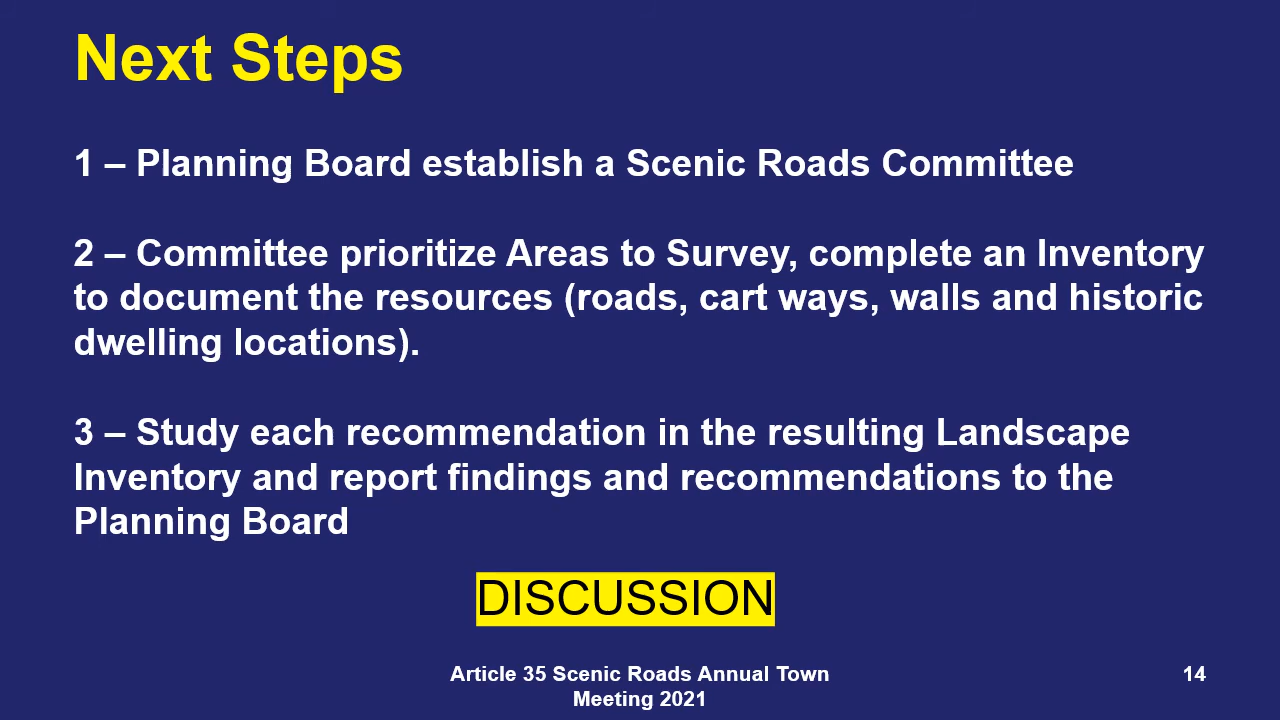 Next Steps
1 – Planning Board establish a Scenic Roads Committee
2 – Committee prioritize Areas to Survey, complete an Inventory
to document the resources (roads, cart ways, walls and historic
dwelling locations).
3 – Study each recommendation in the resulting Landscape
Inventory and report findings and recommendations to the
Planning Board
DISCUSSION
Article 35 Scenic Roads Annual Town
Meeting 2021
14